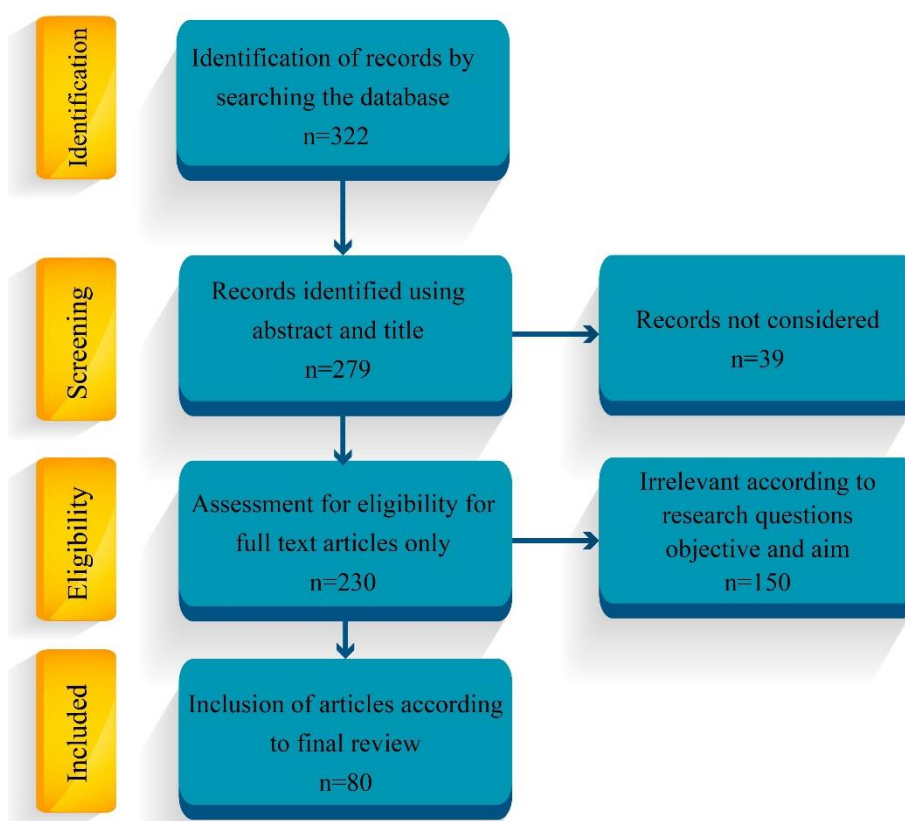 Identification
Identification of records by
searching the database
n=322
Screening
Records identified using
abstract and title
n=279
Records not considered
n=39
Eligibility
Assessment for eligibility for
full text articles only
n=230
Irrelevant according to
research questions
objective and aim
n=150
Included
Inclusion of articles according
to final review
n=80